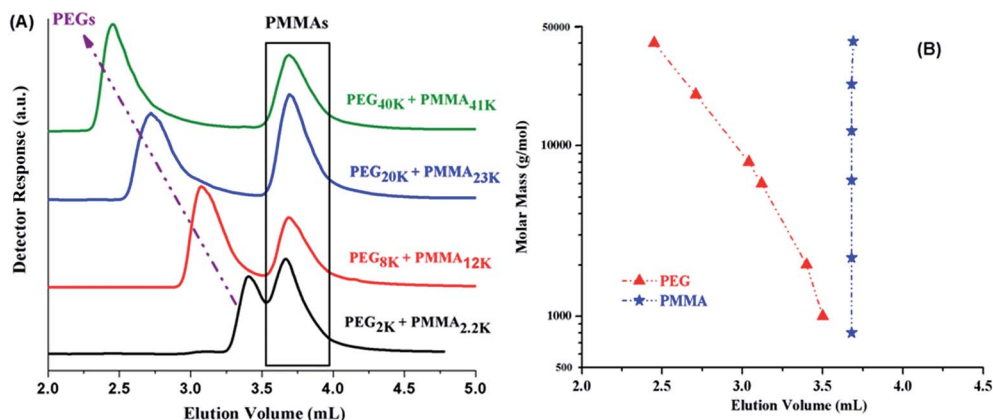 (A)
PEGs
PMMAs
PEG40K + PMMA41K
PEG20K + PMMA23K
PEG8K + PMMA12K
PEG2K + PMMA2.2K
Detector Response (a.u.)
2.0 2.5 3.0 3.5 4.0 4.5 5.0
Elution Volume (mL)
(B)
50000
10000
1000
500
Molar Mass (g/mol)
PEG
PMMA
2.0 2.5 3.0 3.5 4.0 4.5
Elution Volume (mL)